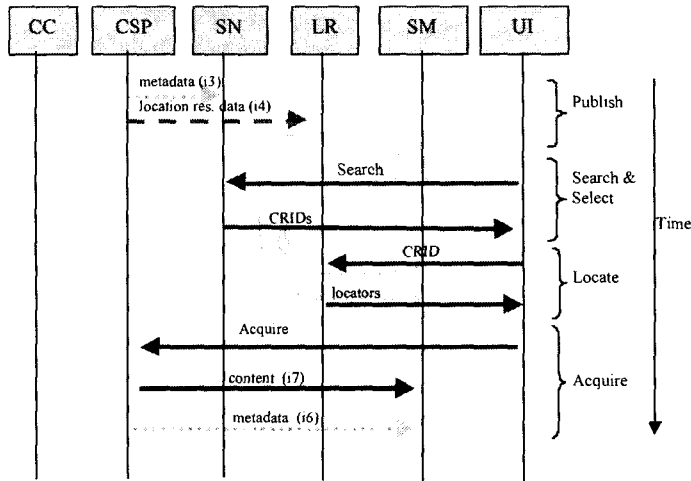 CC CSP SN LR SM UI
metadata (i3)
location res. data (i4)
Publish
Search
Search &
Select
CRIDs
Time
CRID
Locate
locators
Acquire
content (i7)
Acquire
metadata (i6)